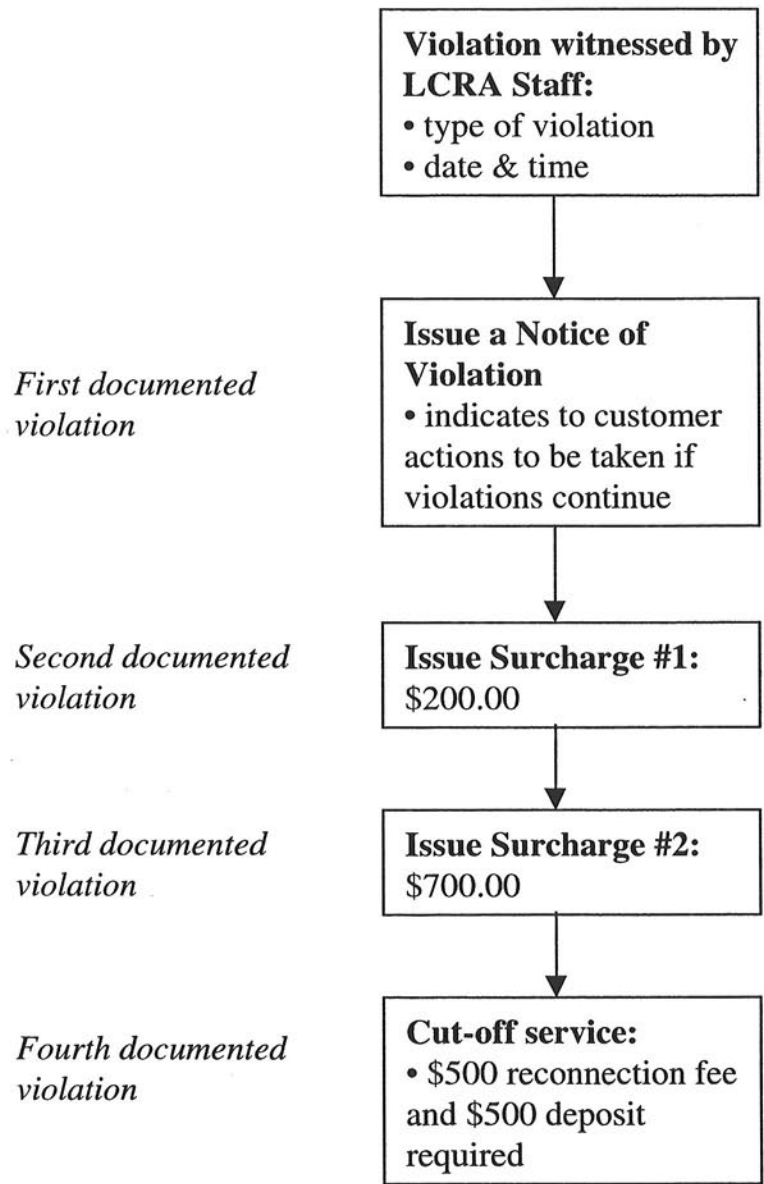 Violation witnessed by
LCRA Staff:
• type of violation
• date & time
First documented
violation
Issue a Notice of
Violation
• indicates to customer
actions to be taken if
violations continue
Second documented
violation
Issue Surcharge #1:
$200.00
Third documented
violation
Issue Surcharge #2:
$700.00
Fourth documented
violation
Cut-off service:
• $500 reconnection fee
and $500 deposit
required